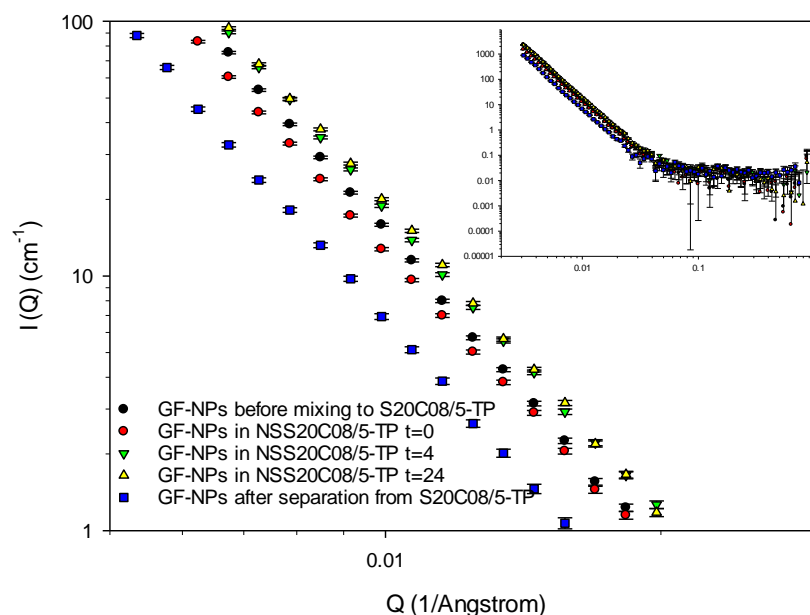 100
10
1
I (Q) (cm-1)
GF-NPs before mixing to S20C08/5-TP
GF-NPs in NSS20C08/5-TP t=0
GF-NPs in NSS20C08/5-TP t=4
GF-NPs in NSS20C08/5-TP t=24
GF-NPs after separation from S20C08/5-TP
0.01
Q (1/Angstrom)
1000
100
10
1
0.1
0.01
0.001
0.0001
0.00001
0.01
0.1